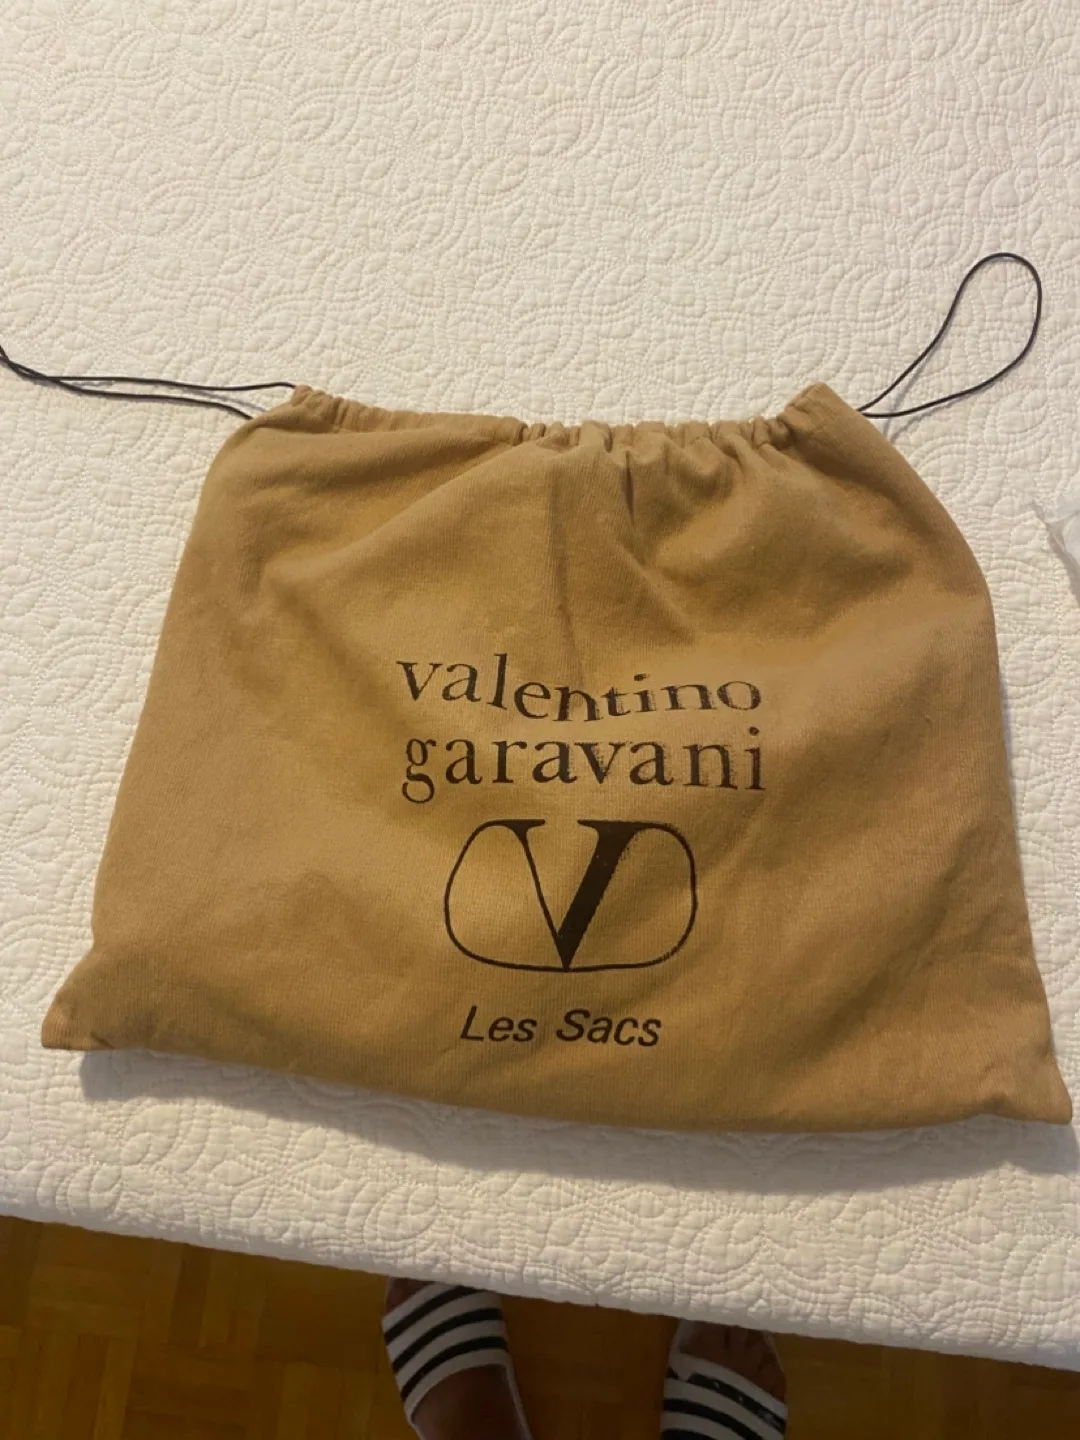 valentino
garavani
V
Les Sacs